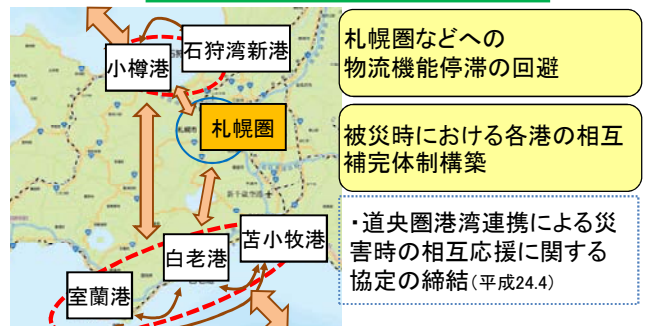 石狩湾新港
小樽港
札幌圏
苫小牧港
白老港
室蘭港
札幌圏などへの
物流機能停滞の回避
被災時における各港の相互
補完体制構築
・道央圏港湾連携による災
害時の相互応援に関する
協定の締結(平成24.4)